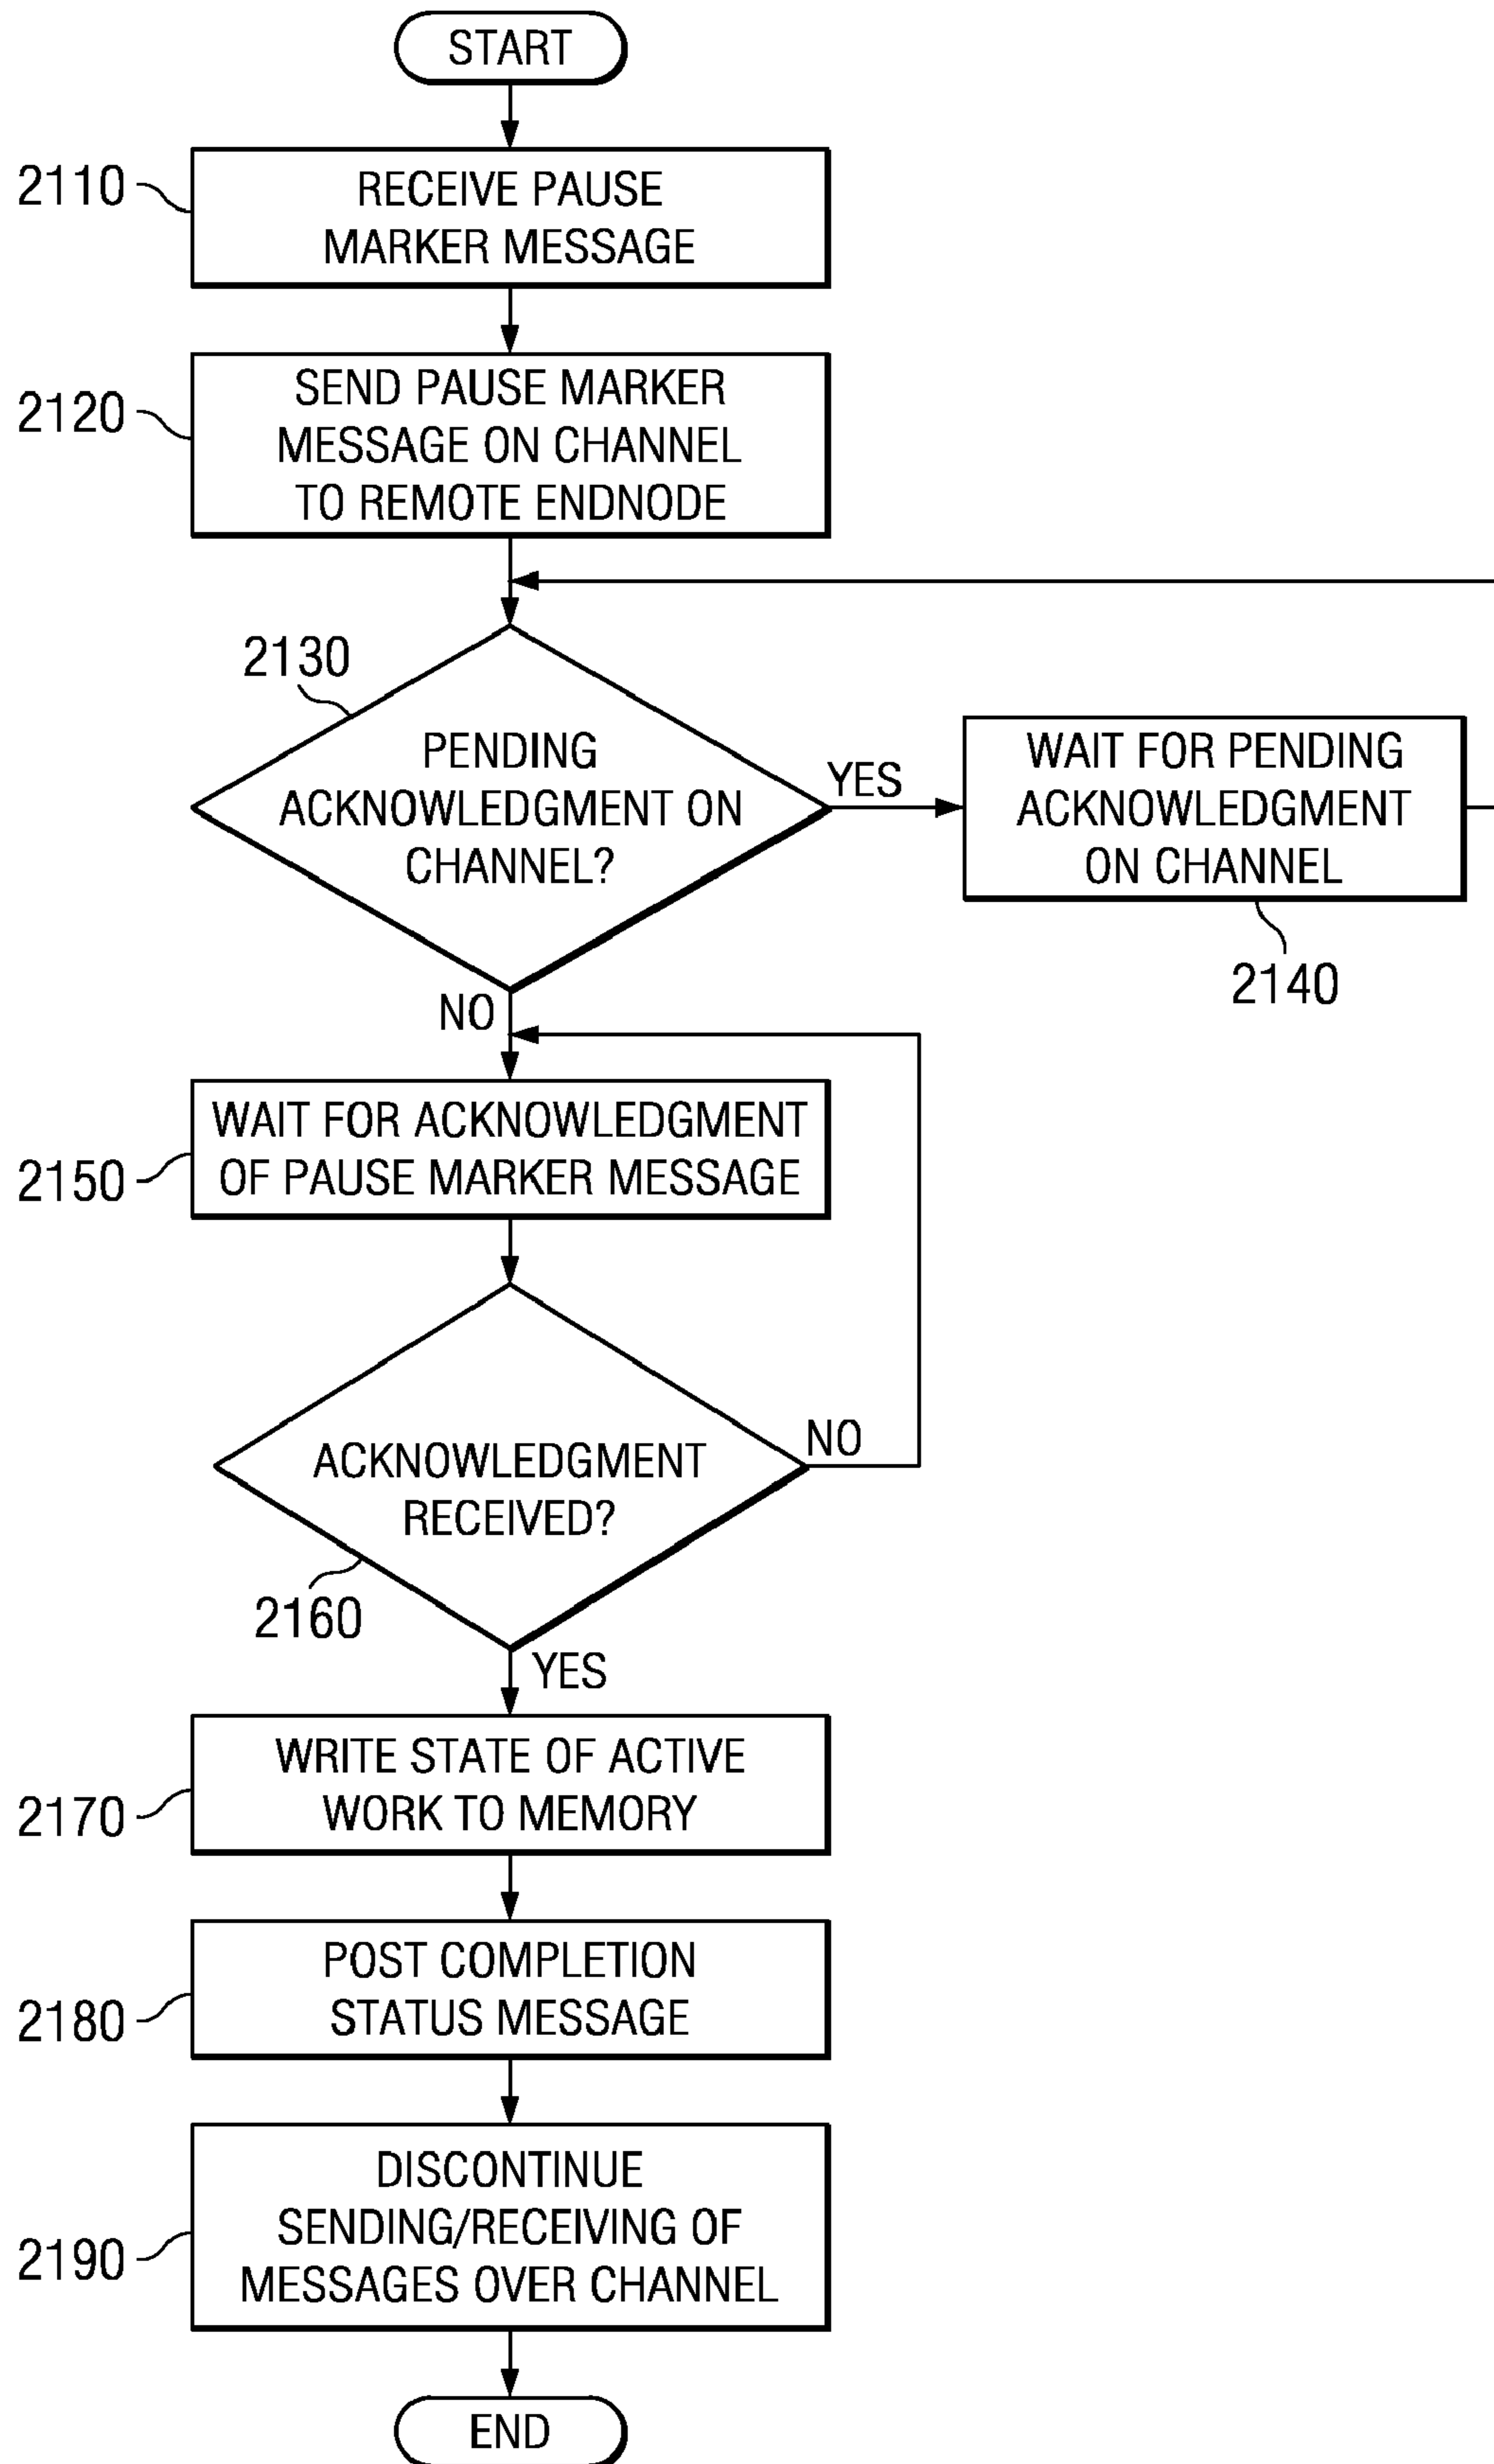 START
2110
RECEIVE PAUSE
MARKER MESSAGE
2120
SEND PAUSE MARKER
MESSAGE ON CHANNEL
TO REMOTE ENDNODE
2130
PENDING
ACKNOWLEDGMENT ON
CHANNEL?
YES
WAIT FOR PENDING
ACKNOWLEDGMENT
ON CHANNEL
2140
NO
2150
WAIT FOR ACKNOWLEDGMENT
OF PAUSE MARKER MESSAGE
ACKNOWLEDGMENT
RECEIVED?
NO
2160
YES
2170
WRITE STATE OF ACTIVE
WORK TO MEMORY
2180
POST COMPLETION
STATUS MESSAGE
2190
DISCONTINUE
SENDING/RECEIVING OF
MESSAGES OVER CHANNEL
END